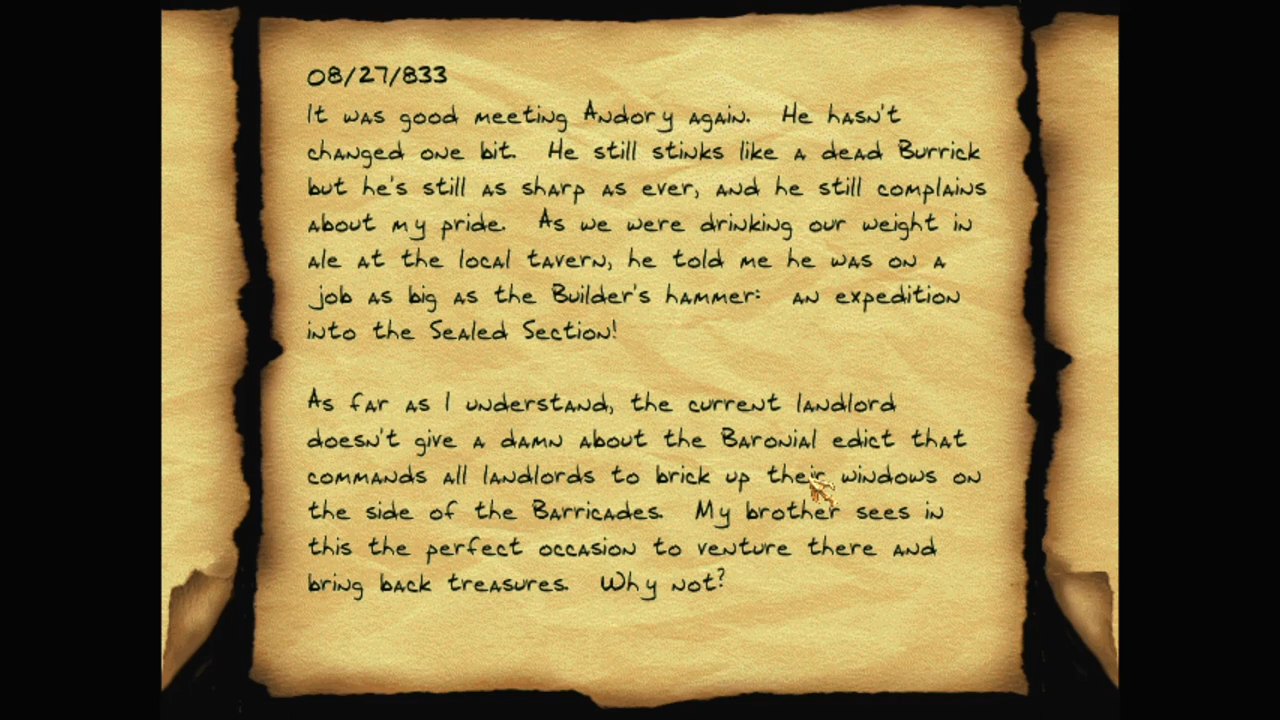 08/27/833
It was good meeting Andory again. He hasn't
changed one bit. He still stinks like a dead Burrick
but he's still as sharp as ever, and he still complains
about my pride. As we were drinking our weight in
ale at the local tavern, he told me he was on a
job as big as the Builder's hammer: an expedition
into the Sealed Section!
As far as I understand, the current landlord
doesn't give a damn about the Baronial edict that
commands all landlords to brick up their windows on
the side of the Barricades. My brother sees in
this the perfect occasion to venture there and
bring back treasures. Why not?